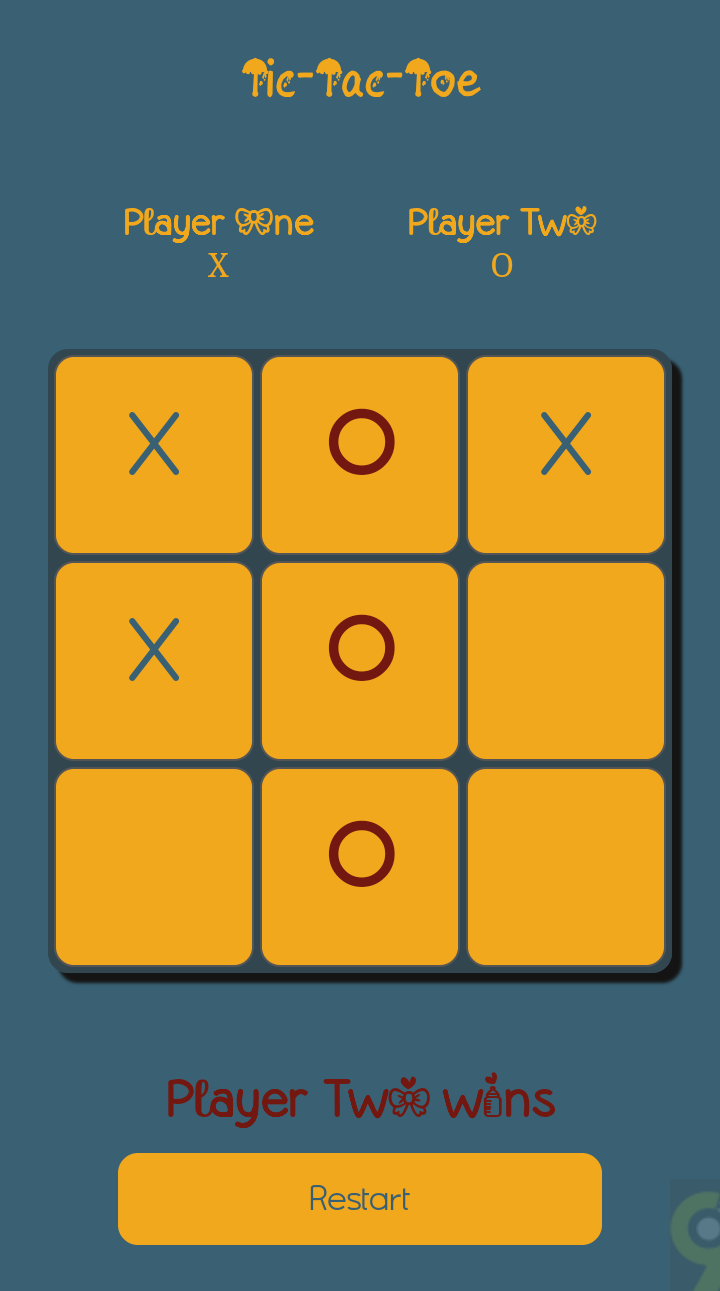 Tic-Tac-Toe
Player One Player Two
X O
X O X
X O
O
Player Two wins
Restart